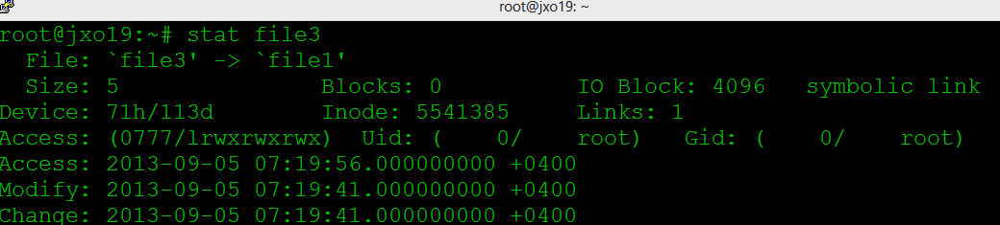 root@jxo19: ~
root@jxo19:~# stat file3
  File: `file3' -> `file1'
  Size: 5               Blocks: 0          IO Block: 4096   symbolic link
Device: 71h/113d        Inode: 5541385     Links: 1
Access: (0777/lrwxrwxrwx)  Uid: (    0/    root)   Gid: (    0/    root)
Access: 2013-09-05 07:19:56.000000000 +0400
Modify: 2013-09-05 07:19:41.000000000 +0400
Change: 2013-09-05 07:19:41.000000000 +0400